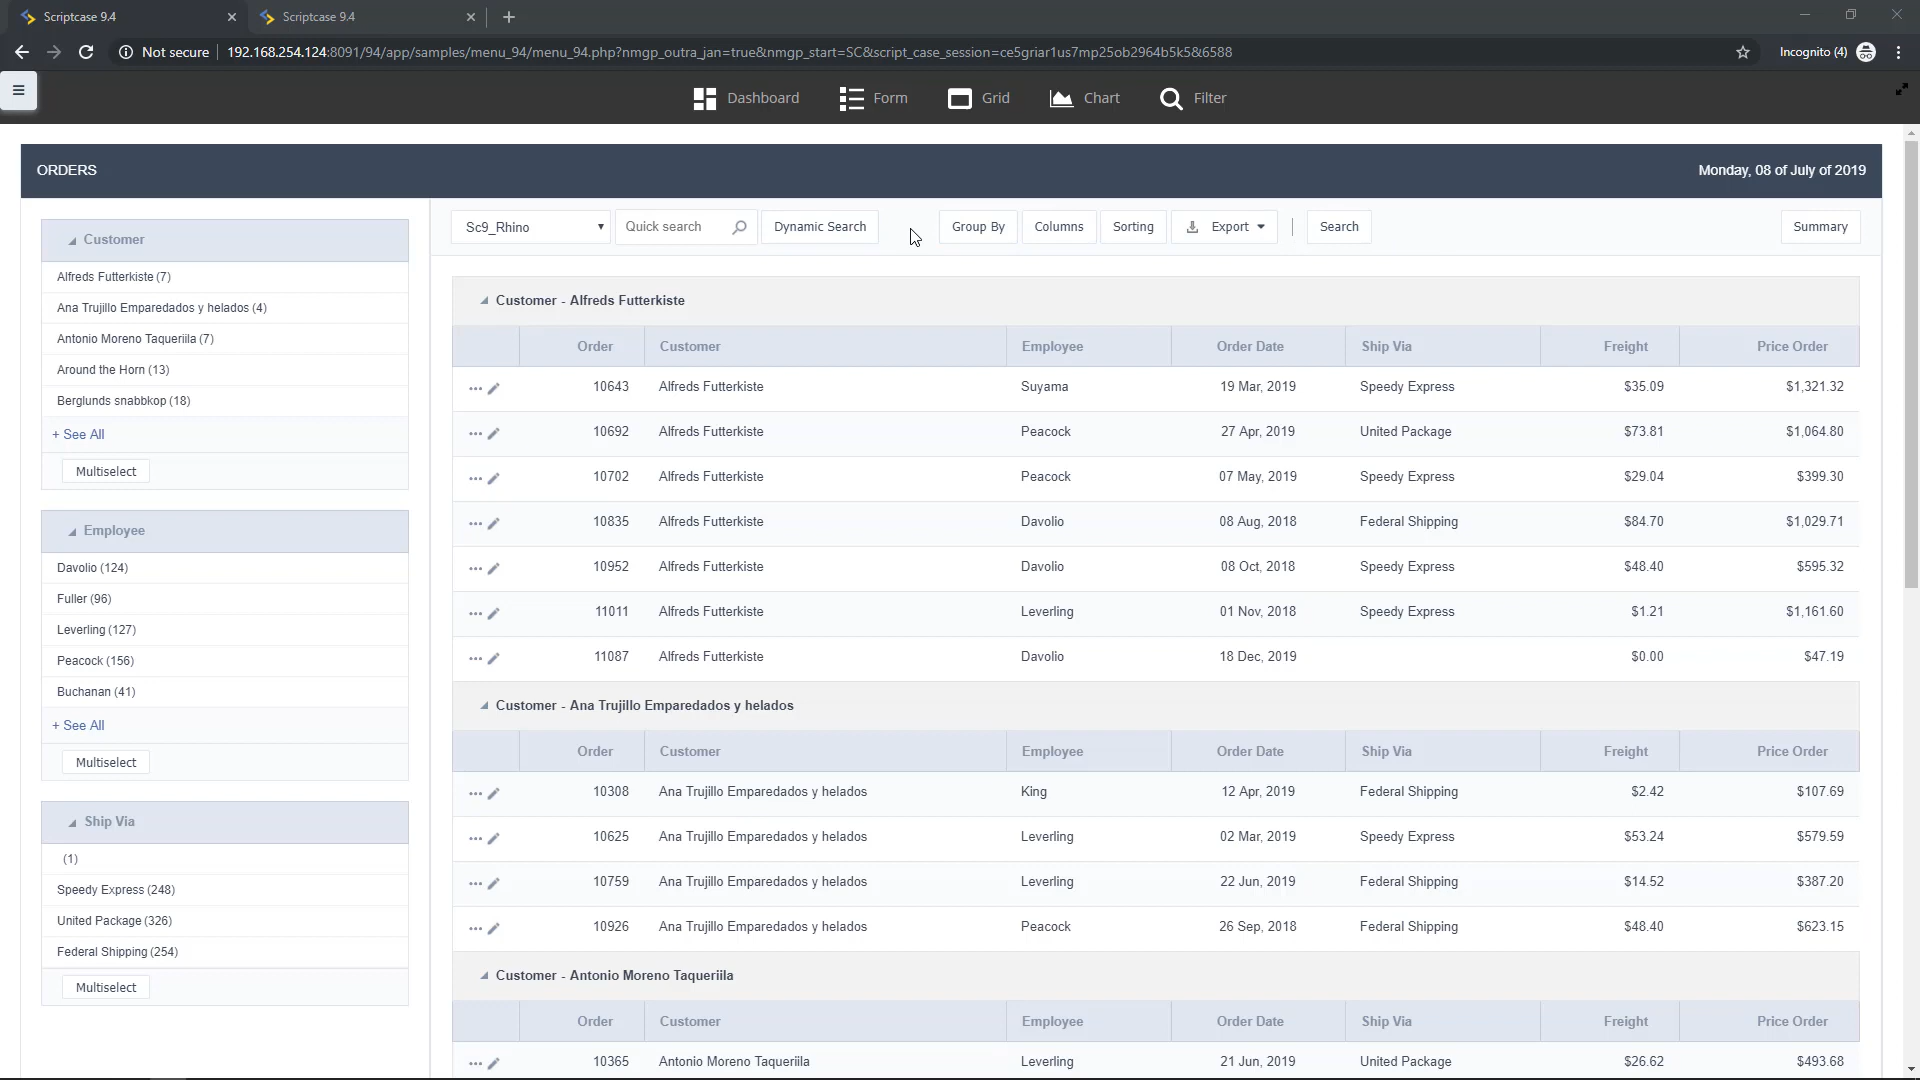 Scriptcase 9.4
Scriptcase 9.4
Not secure
192.168.254.124:8091/94/app/samples/menu_94/menu_94.php?nmgp_outra_jan=true&nmgp_start=SC&script_case_session=ce5griar1us7mp25ob2964b5k5&6588
Incognito (4)
Dashboard Form Grid Chart Filter
ORDERS
Monday, 08 of July of 2019
Customer
Alfreds Futterkiste (7)
Ana Trujillo Emparedados y helados (4)
Antonio Moreno Taqueriila (7)
Around the Horn (13)
Berglunds snabbkop (18)
+ See All
Multiselect
Employee
Davolio (124)
Fuller (96)
Leverling (127)
Peacock (156)
Buchanan (41)
+ See All
Multiselect
Ship Via
(1)
Speedy Express (248)
United Package (326)
Federal Shipping (254)
Multiselect
Sc9_Rhino Quick search Dynamic Search Group By Columns Sorting Export Search Summary
Customer - Alfreds Futterkiste
Order Customer Employee Order Date Ship Via Freight Price Order
10643 Alfreds Futterkiste Suyama 19 Mar, 2019 Speedy Express $35.09 $1,321.32
10692 Alfreds Futterkiste Peacock 27 Apr, 2019 United Package $73.81 $1,064.80
10702 Alfreds Futterkiste Peacock 07 May, 2019 Speedy Express $29.04 $399.30
10835 Alfreds Futterkiste Davolio 08 Aug, 2018 Federal Shipping $84.70 $1,029.71
10952 Alfreds Futterkiste Davolio 08 Oct, 2018 Speedy Express $48.40 $595.32
11011 Alfreds Futterkiste Leverling 01 Nov, 2018 Speedy Express $1.21 $1,161.60
11087 Alfreds Futterkiste Davolio 18 Dec, 2019 $0.00 $47.19
Customer - Ana Trujillo Emparedados y helados
Order Customer Employee Order Date Ship Via Freight Price Order
10308 Ana Trujillo Emparedados y helados King 12 Apr, 2019 Federal Shipping $2.42 $107.69
10625 Ana Trujillo Emparedados y helados Leverling 02 Mar, 2019 Speedy Express $53.24 $579.59
10759 Ana Trujillo Emparedados y helados Leverling 22 Jun, 2019 Federal Shipping $14.52 $387.20
10926 Ana Trujillo Emparedados y helados Peacock 26 Sep, 2018 Federal Shipping $48.40 $623.15
Customer - Antonio Moreno Taqueriila
Order Customer Employee Order Date Ship Via Freight Price Order
10365 Antonio Moreno Taqueriila Leverling 21 Jun, 2019 United Package $26.62 $493.68